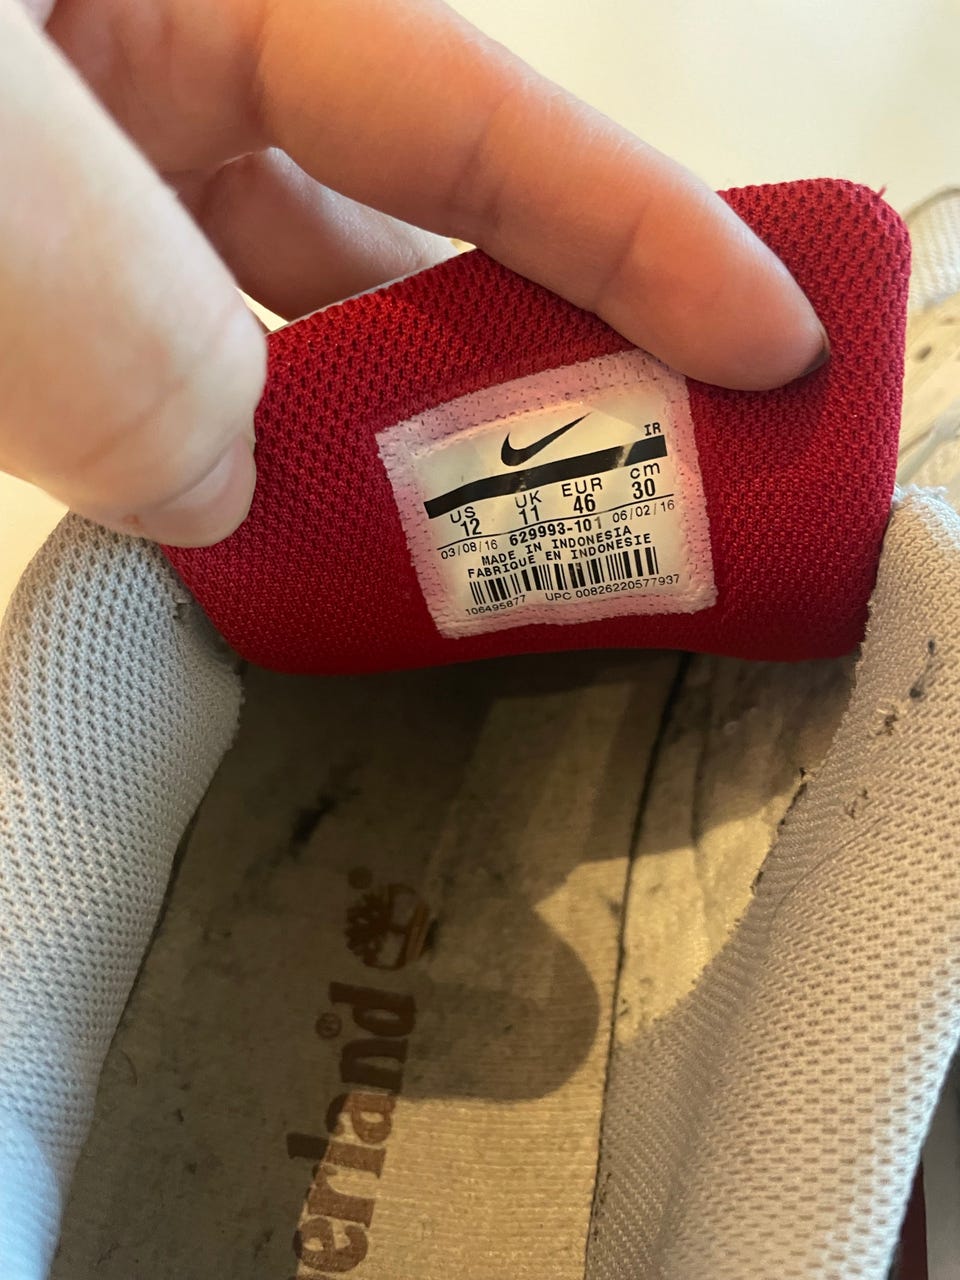 IR
US UK EUR cm
12 11 46 30
03/08/16 629993-101 06/02/16
MADE IN INDONESIA
FABRIQUE EN INDONESIE
106495877 UPC 00826220577937
erland®